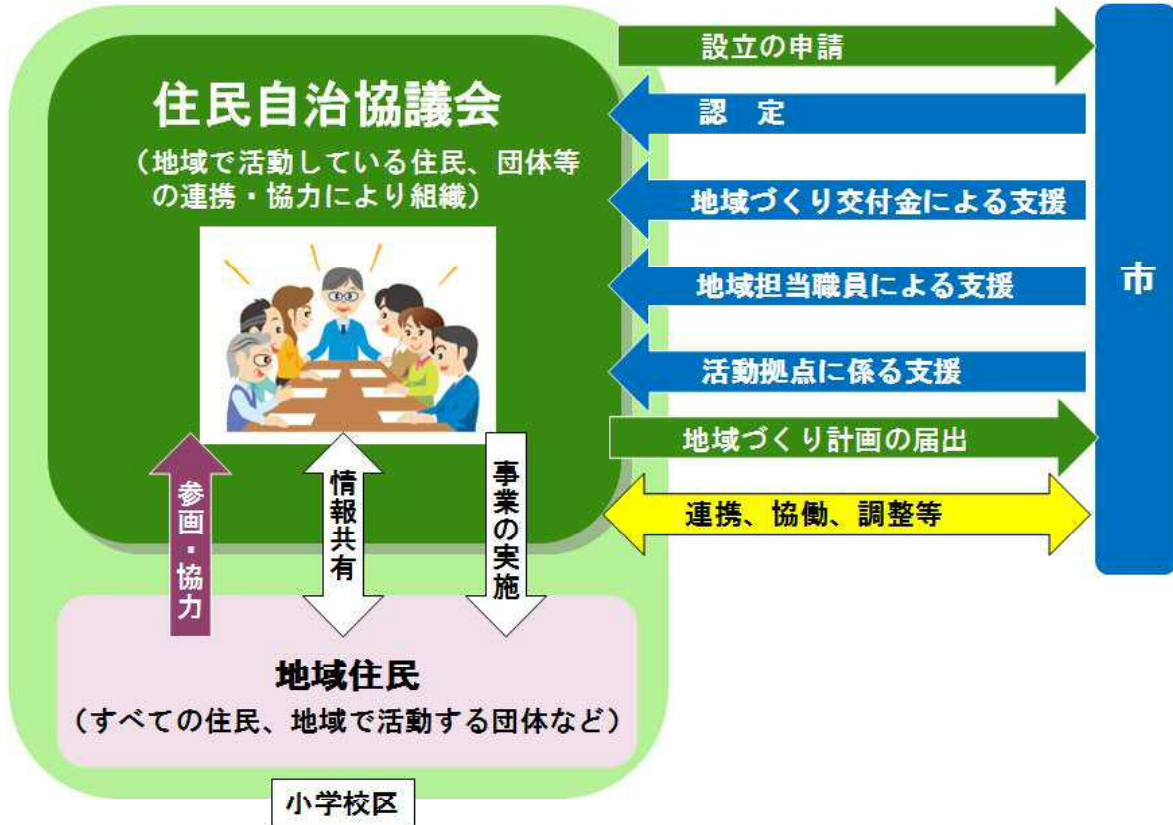 住民自治協議会
（地域で活動している住民、団体等
の連携・協力により組織）
設立の申請
認　定
地域づくり交付金による支援
地域担当職員による支援
活動拠点に係る支援
地域づくり計画の届出
連携、協働、調整等
市
参画・協力
情報共有
事業の実施
地域住民
（すべての住民、地域で活動する団体など）
小学校区